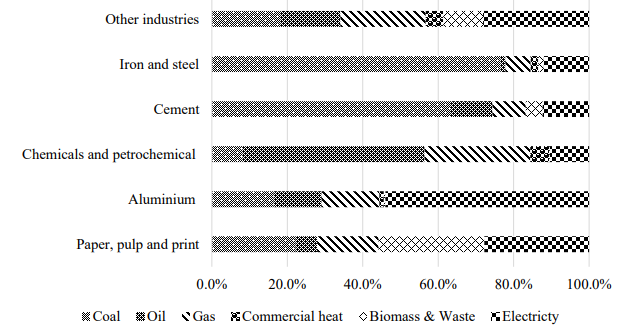 Other industries
Iron and steel
Cement
Chemicals and petrochemical
Aluminium
Paper, pulp and print
0.0% 20.0% 40.0% 60.0% 80.0% 100.0%
Coal Oil Gas Commercial heat Biomass & Waste Electricty